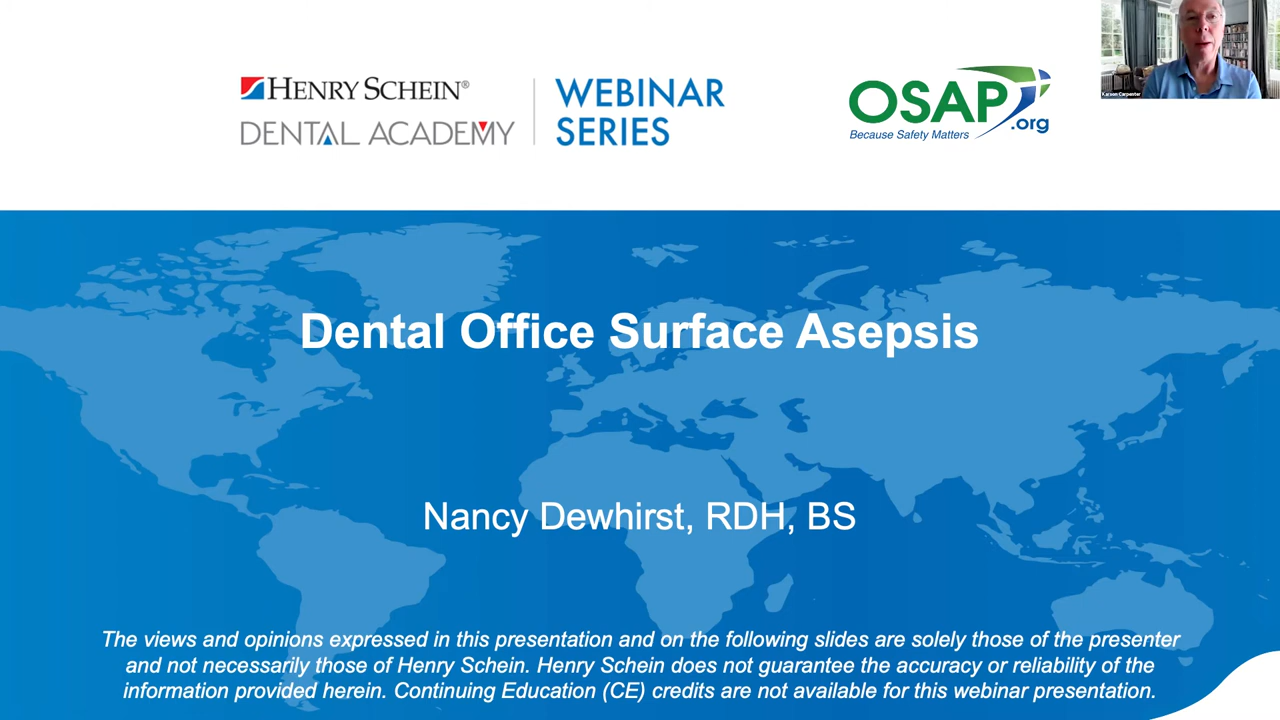 HENRY SCHEIN®
DENTAL ACADEMY
WEBINAR
SERIES
OSAP
.org
Because Safety Matters
Karson Carpenter
Dental Office Surface Asepsis
Nancy Dewhirst, RDH, BS
The views and opinions expressed in this presentation and on the following slides are solely those of the presenter
and not necessarily those of Henry Schein. Henry Schein does not guarantee the accuracy or reliability of the
information provided herein. Continuing Education (CE) credits are not available for this webinar presentation.